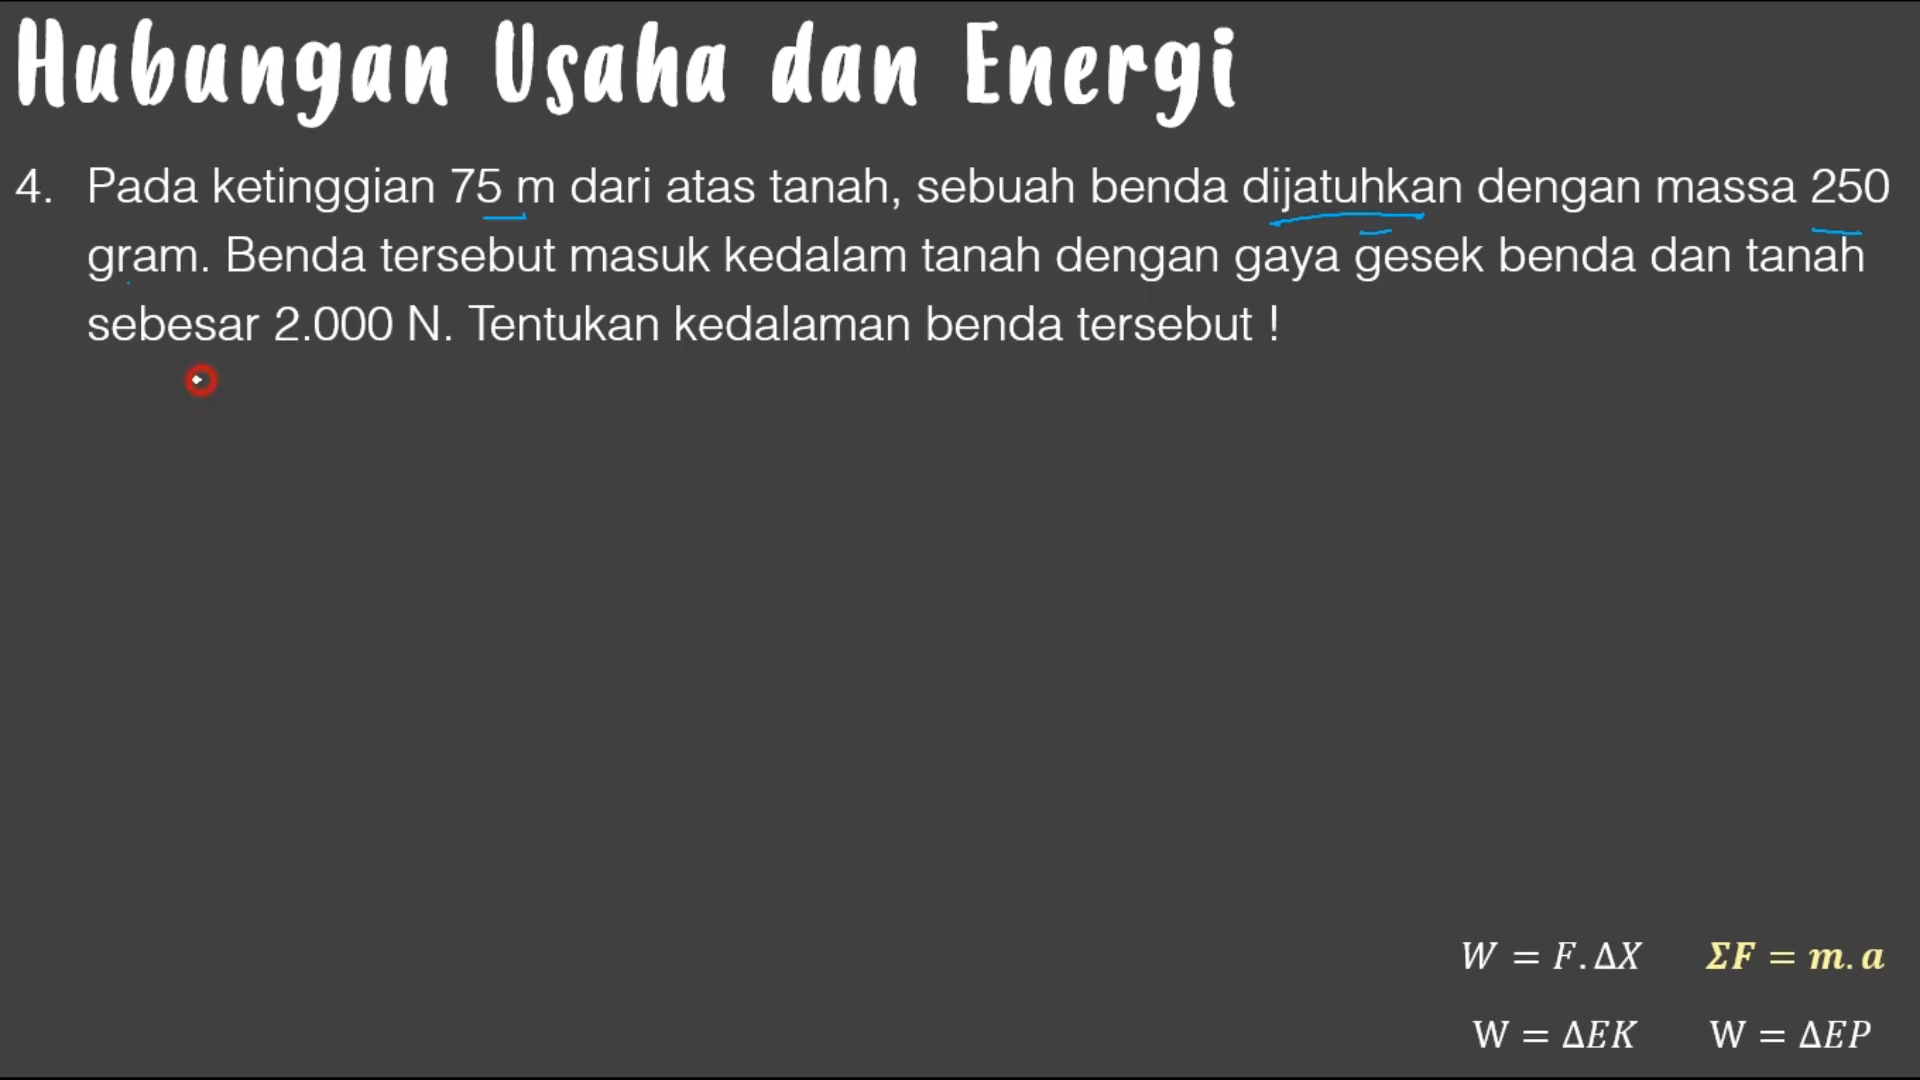 Hubungan Usaha dan Energi
4. Pada ketinggian 75 m dari atas tanah, sebuah benda dijatuhkan dengan massa 250
gram. Benda tersebut masuk kedalam tanah dengan gaya gesek benda dan tanah
sebesar 2.000 N. Tentukan kedalaman benda tersebut !
W = F.ΔX ΣF = m.a
W = ΔEK W = ΔEP